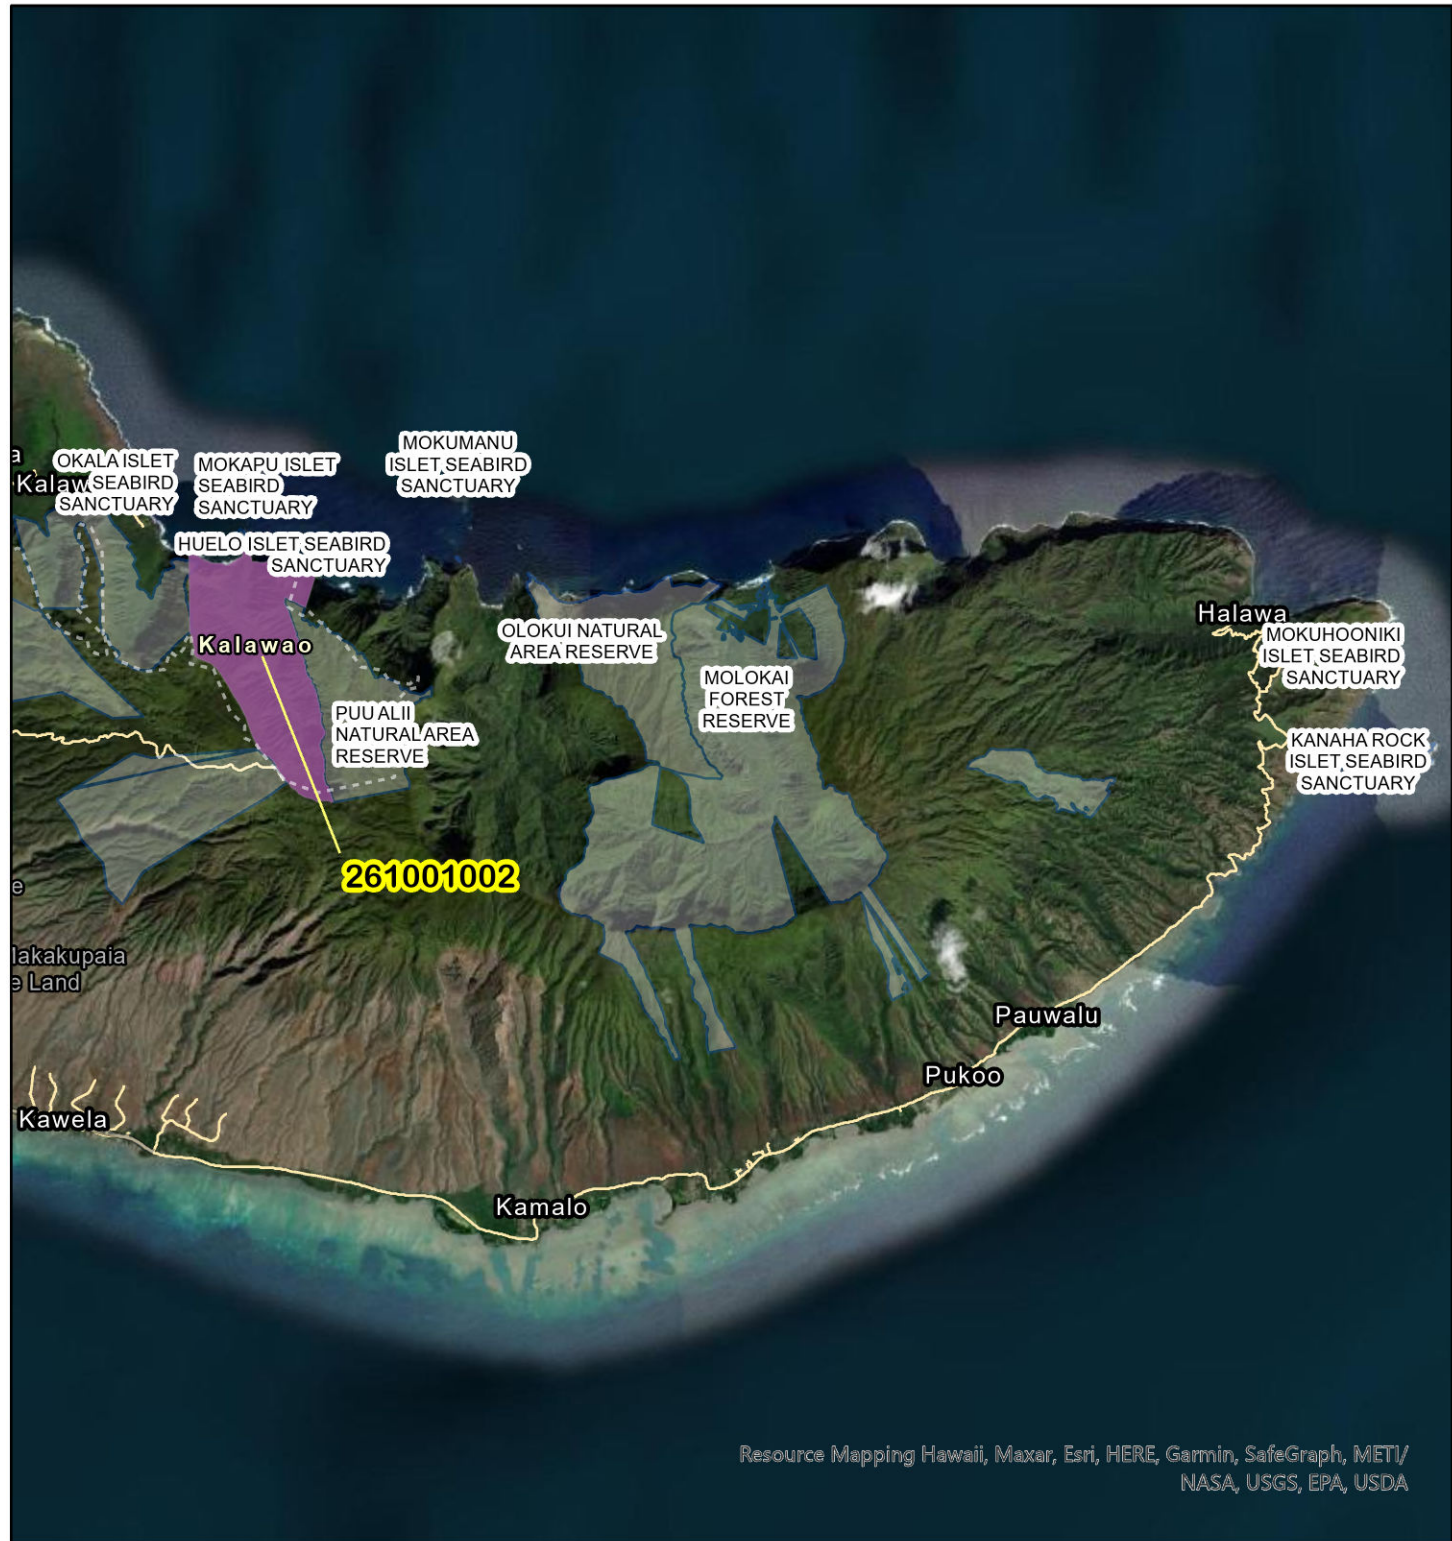 MOKUMANU
ISLET SEABIRD
SANCTUARY
OKALA ISLET
SEABIRD
SANCTUARY
MOKAPU ISLET
SEABIRD
SANCTUARY
a
Kalaw
HUELO ISLET SEABIRD
SANCTUARY
Kalawao
OLOKUI NATURAL
AREA RESERVE
MOLOKAI
FOREST
RESERVE
Halawa
MOKUHOONIKI
ISLET SEABIRD
SANCTUARY
PUU ALII
NATURAL AREA
RESERVE
KANAHA ROCK
ISLET SEABIRD
SANCTUARY
261001002
e
lakakupaia
e Land
Pauwalu
Pukoo
Kawela
Kamalo
Resource Mapping Hawaii, Maxar, Esri, HERE, Garmin, SafeGraph, METI/
NASA, USGS, EPA, USDA